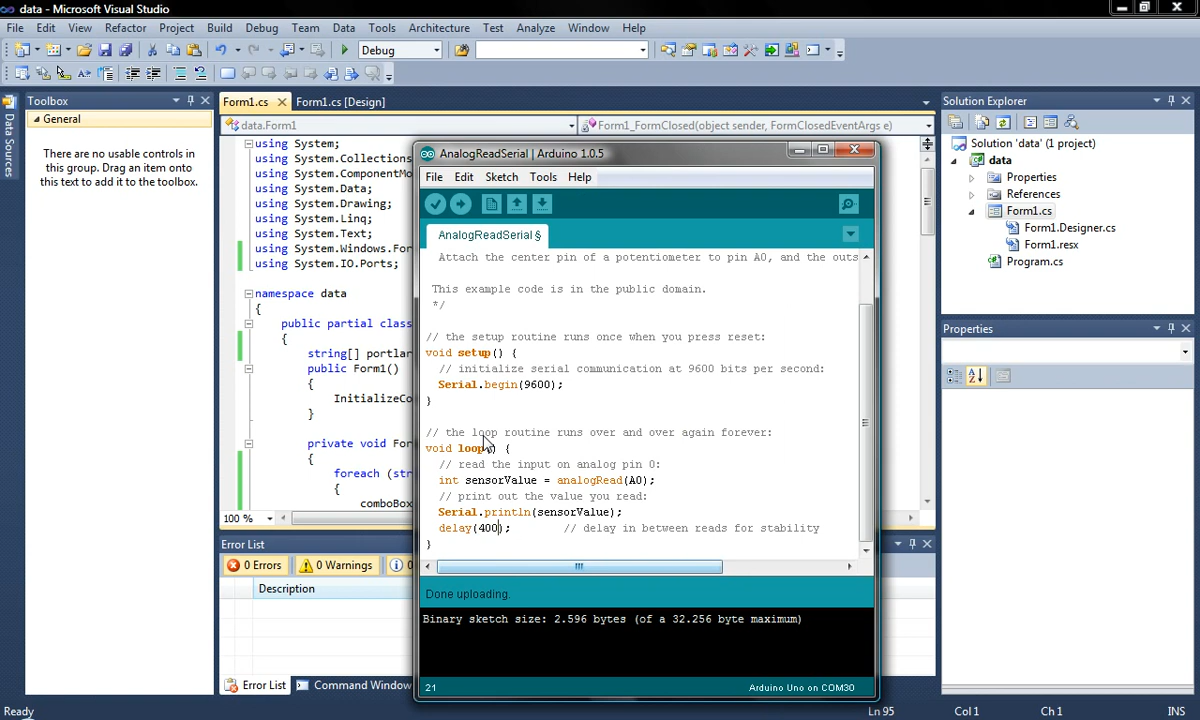 data - Microsoft Visual Studio
File Edit View Refactor Project Build Debug Team Data Tools Architecture Test Analyze Window Help
Debug
Data Sources
Toolbox
General
There are no usable controls in
this group. Drag an item onto
this text to add it to the toolbox.
Form1.cs Form1.cs [Design]
data.Form1 Form1_FormClosed(object sender, FormClosedEventArgs e)
using System;
using System.Collections
using System.ComponentMo
using System.Data;
using System.Drawing;
using System.Linq;
using System.Text;
using System.Windows.For
using System.IO.Ports;
namespace data
{
public partial class
{
string[] portlar
public Form1()
{
InitializeCo
}
private void For
{
foreach (str
{
comboBox
100 %
Error List
0 Errors 0 Warnings 0
Description
Error List Command Window
AnalogReadSerial | Arduino 1.0.5
File Edit Sketch Tools Help
AnalogReadSerial §
Attach the center pin of a potentiometer to pin A0, and the outs
This example code is in the public domain.
*/
// the setup routine runs once when you press reset:
void setup() {
// initialize serial communication at 9600 bits per second:
Serial.begin(9600);
}
// the loop routine runs over and over again forever:
void loop() {
// read the input on analog pin 0:
int sensorValue = analogRead(A0);
// print out the value you read:
Serial.println(sensorValue);
delay(400); // delay in between reads for stability
}
Done uploading.
Binary sketch size: 2.596 bytes (of a 32.256 byte maximum)
21 Arduino Uno on COM30
Solution Explorer
Solution 'data' (1 project)
data
Properties
References
Form1.cs
Form1.Designer.cs
Form1.resx
Program.cs
Properties
Ready Ln 95 Col 1 Ch 1 INS